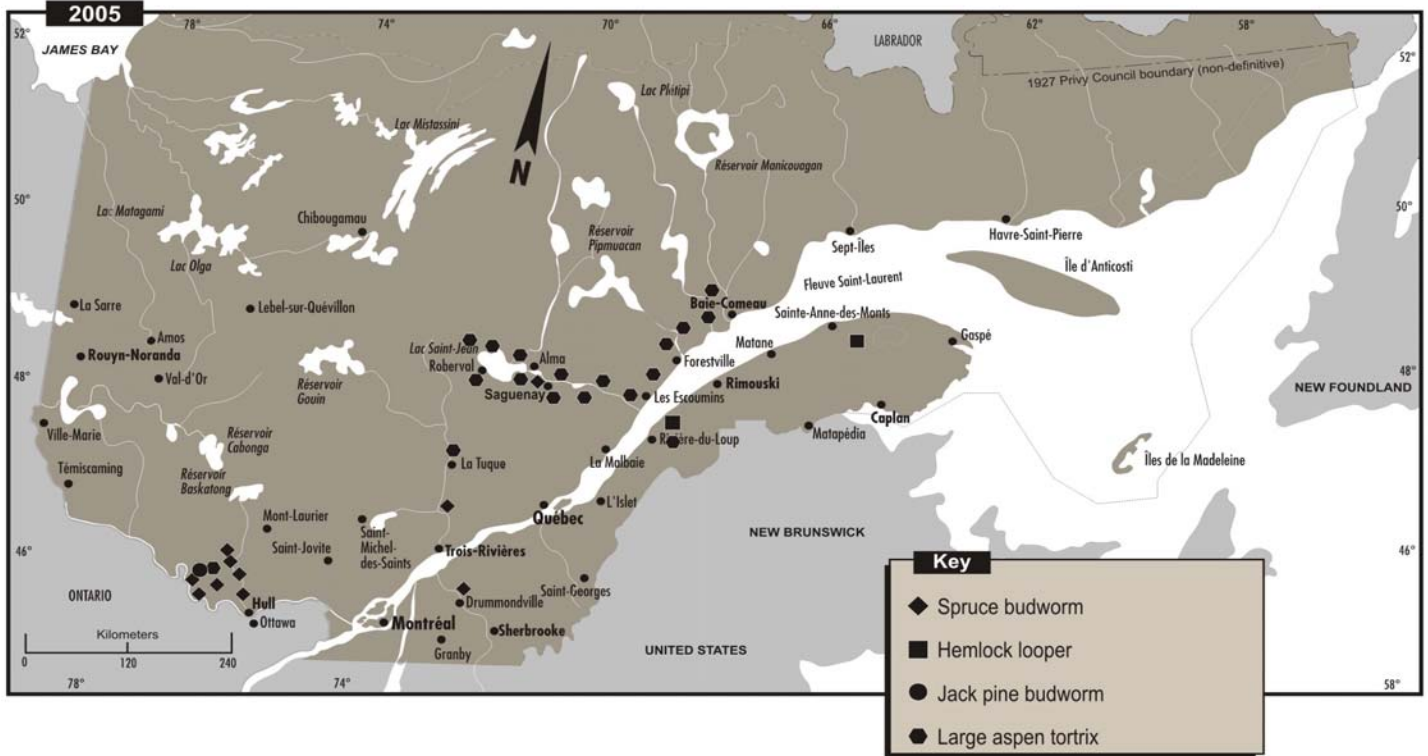 2005
78°
74°
70°
66°
62°
58°
52°
JAMES BAY
LABRADOR
52°
1927 Privy Council boundary (non-definitive)
Lac Plétipi
Lac Mistassini
N
Réservoir Manicouagan
50°
Lac Matagami
Chibougamau
Réservoir
Pipmuacan
50°
Havre-Saint-Pierre
Sept-Îles
Lac Olga
Île d'Anticosti
Fleuve Saint-Laurent
La Sarre
Lebel-sur-Quévillon
Baie-Comeau
Sainte-Anne-des-Monts
Amos
Rouyn-Noranda
Lac Saint-Jean
Alma
Matane
Gaspé
Forestville
Roberval
48°
Val-d'Or
Réservoir
Gouin
Saguenay
Rimouski
48°
NEW FOUNDLAND
Les Escoumins
Caplan
Ville-Marie
Réservoir
Cabonga
Rivière-du-Loup
Matapédia
La Malbaie
Îles de la Madeleine
La Tuque
Témiscaming
Réservoir
Baskatong
L'Islet
Québec
Mont-Laurier
Saint-
Michel-
des-Saints
NEW BRUNSWICK
Saint-Jovite
Trois-Rivières
46°
46°
Saint-Georges
ONTARIO
Hull
Drummondville
Ottawa
Montréal
Sherbrooke
Granby
Kilometers
0 120 240
UNITED STATES
78°
74°
58°
Key
Spruce budworm
Hemlock looper
Jack pine budworm
Large aspen tortrix